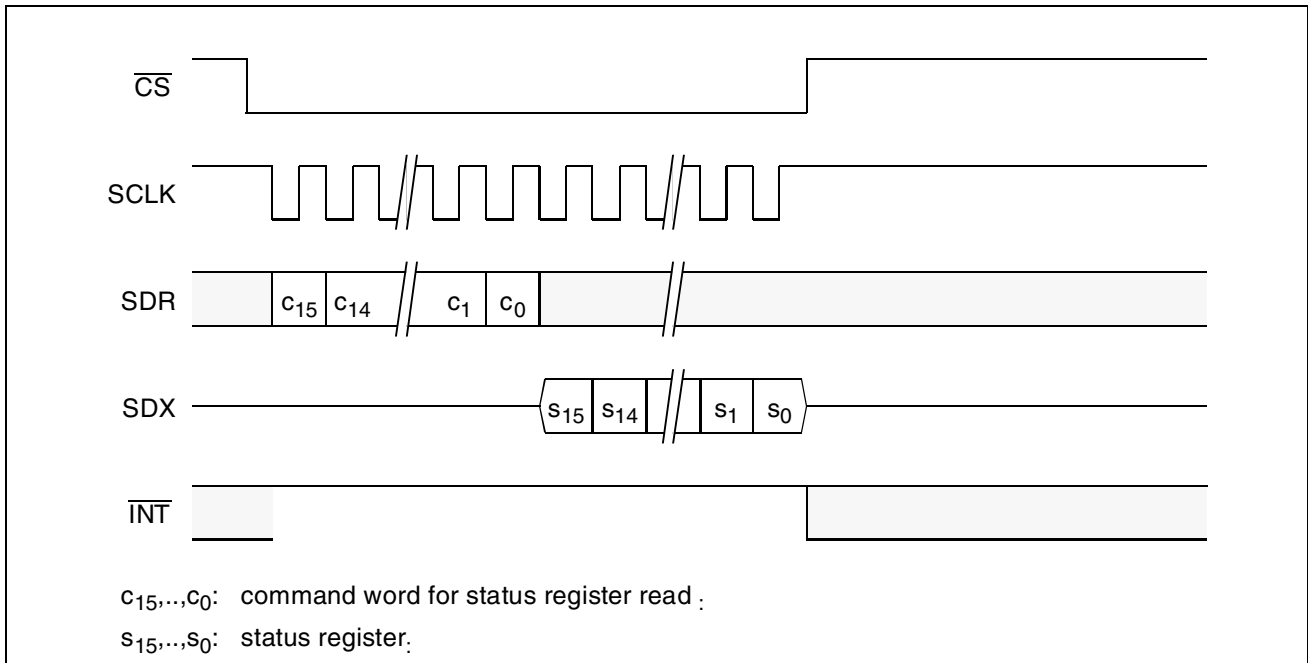 CS
SCLK
SDR c15 c14 c1 c0
SDX s15 s14 s1 s0
INT
c15,..,c0: command word for status register read :
s15,..,s0: status register: